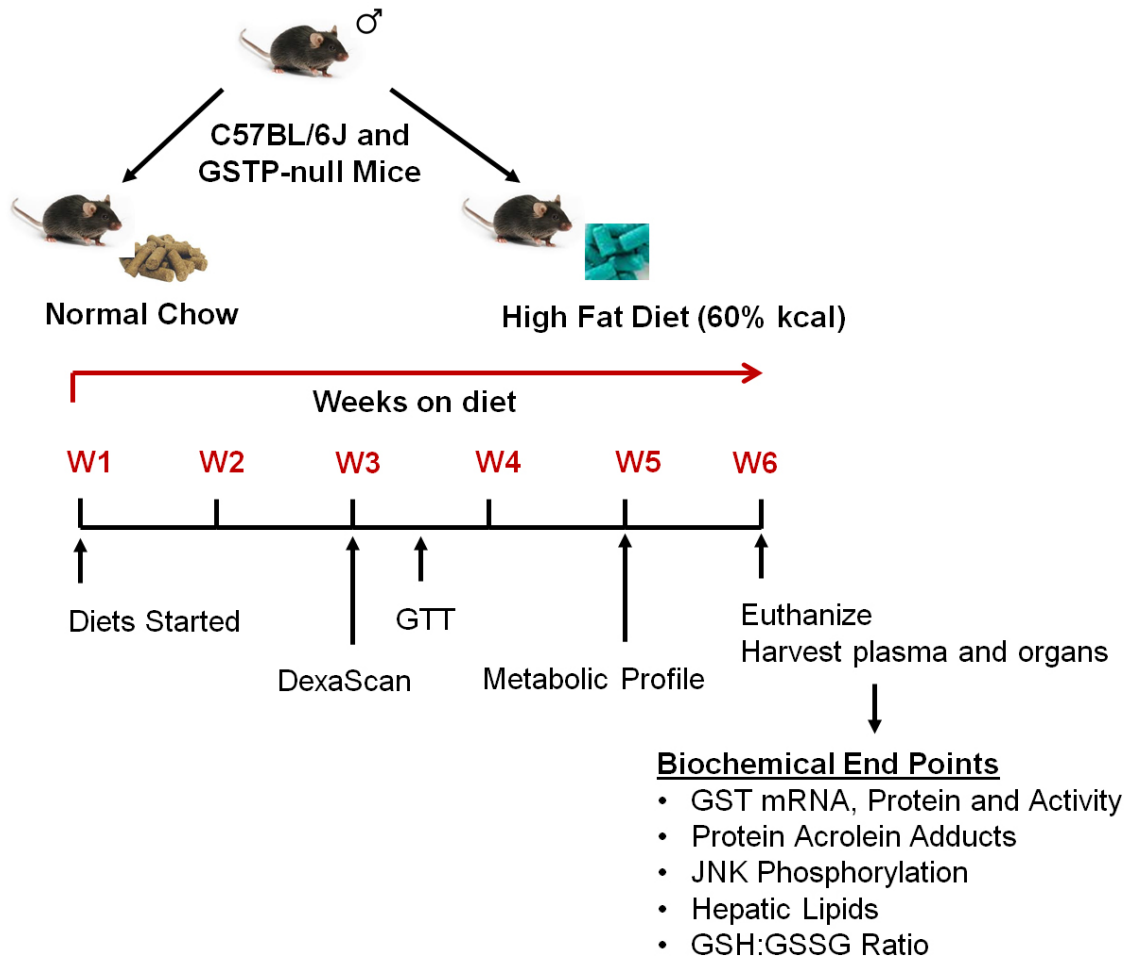 ♂
C57BL/6J and
GSTP-null Mice
Normal Chow
High Fat Diet (60% kcal)
Weeks on diet
W1 W2 W3 W4 W5 W6
Diets Started
GTT
DexaScan
Metabolic Profile
Euthanize
Harvest plasma and organs
Biochemical End Points
• GST mRNA, Protein and Activity
• Protein Acrolein Adducts
• JNK Phosphorylation
• Hepatic Lipids
• GSH:GSSG Ratio